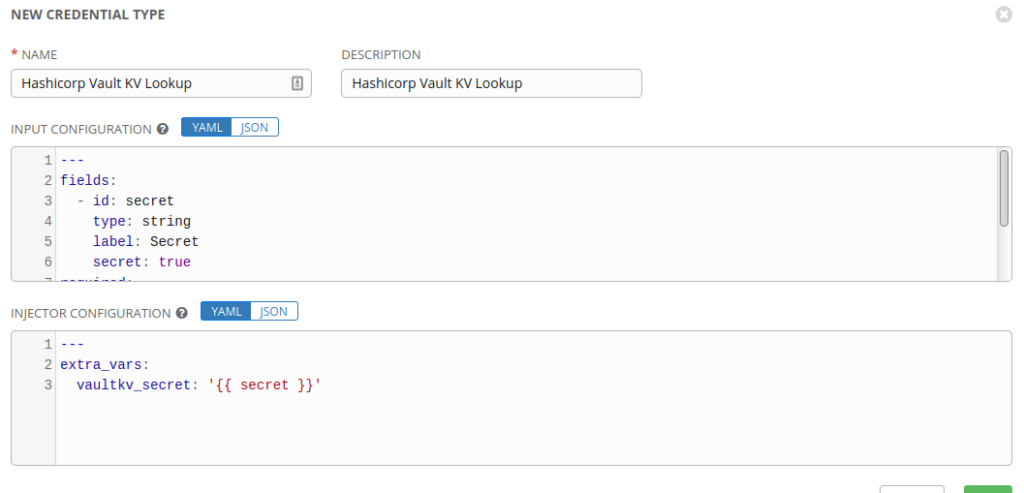 NEW CREDENTIAL TYPE
* NAME
DESCRIPTION
Hashicorp Vault KV Lookup
Hashicorp Vault KV Lookup
INPUT CONFIGURATION ? YAML JSON
1 ---
2 fields:
3   - id: secret
4     type: string
5     label: Secret
6     secret: true
7 required:
INJECTOR CONFIGURATION ? YAML JSON
1 ---
2 extra_vars:
3   vaultkv_secret: '{{ secret }}'